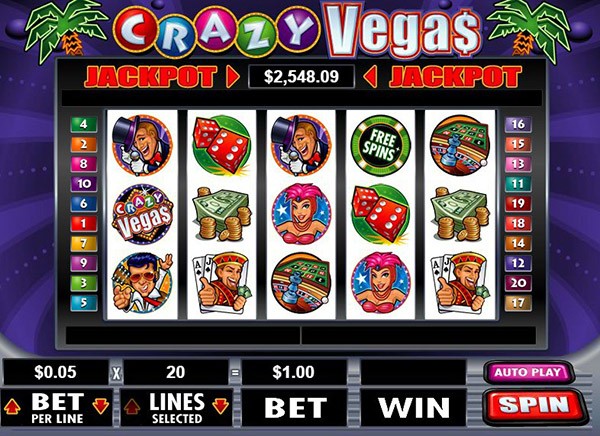 CRAZY Vega$
JACKPOT $2,548.09 JACKPOT
4 16
2 FREE SPINS 15
8 13
10 11
6 CRAZY Vegas 19
1 18
7 14
9 A J K 12
3 20
5 17
$0.05 X 20 = $1.00 AUTO PLAY
BET PER LINE LINES SELECTED BET WIN SPIN